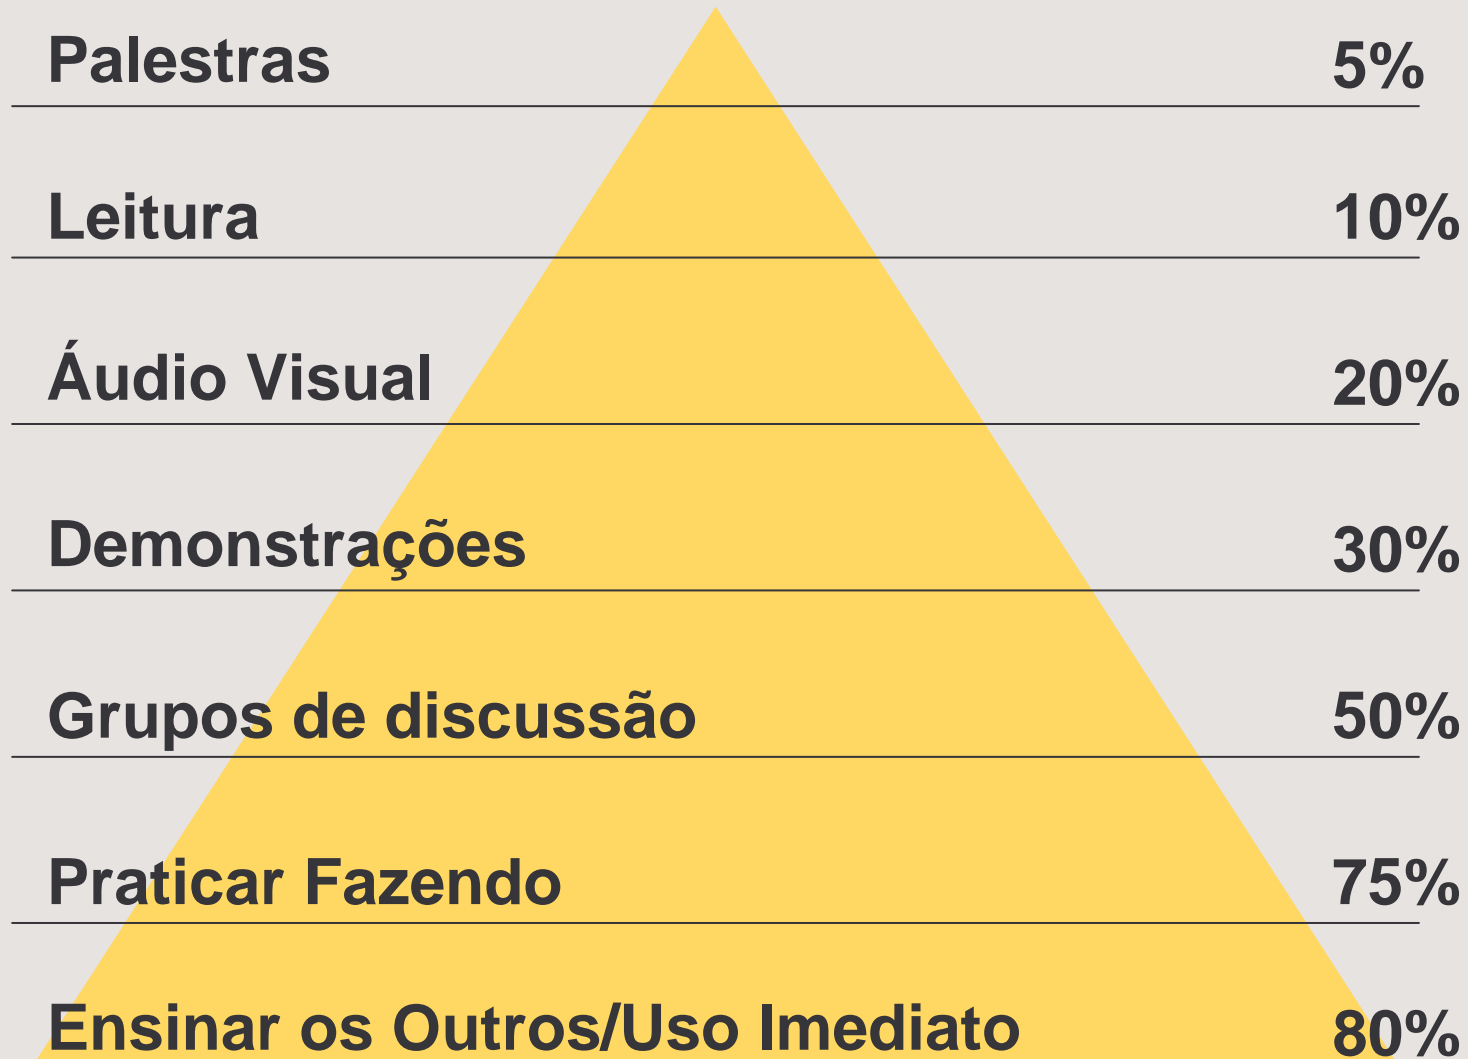 Palestras 5%
Leitura 10%
Áudio Visual 20%
Demonstrações 30%
Grupos de discussão 50%
Praticar Fazendo 75%
Ensinar os Outros/Uso Imediato 80%